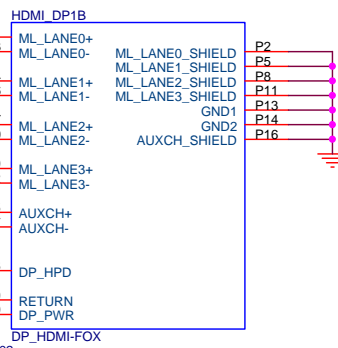 HDMI_DP1B
ML_LANE0+
ML_LANE0-
ML_LANE1+
ML_LANE1-
ML_LANE2+
ML_LANE2-
ML_LANE3+
ML_LANE3-
AUXCH+
AUXCH-
DP_HPD
RETURN
DP_PWR
ML_LANE0_SHIELD P2
ML_LANE1_SHIELD P5
ML_LANE2_SHIELD P8
ML_LANE3_SHIELD P11
GND1 P13
GND2 P14
AUXCH_SHIELD P16
DP_HDMI-FOX